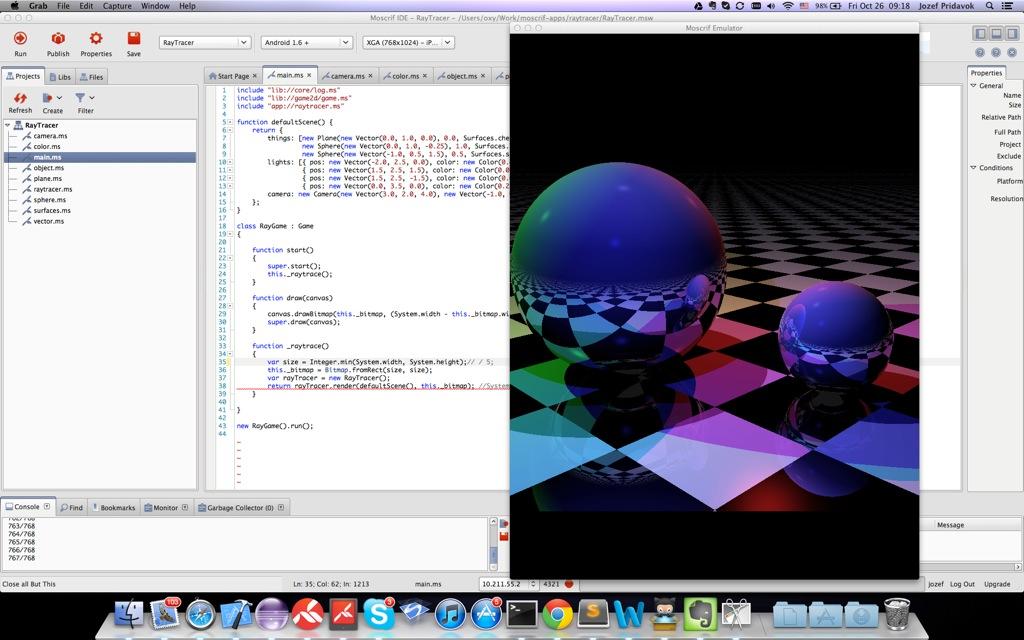 Grab File Edit Capture Window Help 98% Fri Oct 26 09:18 Jozef Pridavok
Moscrif IDE - RayTracer - /Users/oxy/Work/moscrif-apps/raytracer/RayTracer.msw
Moscrif Emulator
Run Publish Properties Save RayTracer Android 1.6 + XGA (768x1024) - iP...
Projects Libs Files
Start Page main.ms camera.ms color.ms object.ms
Properties
Refresh Create Filter
RayTracer
camera.ms
color.ms
main.ms
object.ms
plane.ms
raytracer.ms
sphere.ms
surfaces.ms
vector.ms
1 include "lib://core/log.ms"
2 include "lib://game2d/game.ms"
3 include "app://raytracer.ms"
4
5 function defaultScene() {
6 return {
7 things: [new Plane(new Vector(0.0, 1.0, 0.0), 0.0, Surfaces.che
8 new Sphere(new Vector(0.0, 1.0, -0.25), 1.0, Surf
9 new Sphere(new Vector(-1.0, 0.5, 1.5), 0.5, Surfaces.s
10 lights: [{ pos: new Vector(-2.0, 2.5, 0.0), color: new Color(0.
11 { pos: new Vector(1.5, 2.5, 1.5), color: new Color(0.0
12 { pos: new Vector(1.5, 2.5, -1.5), color: new Color(0.
13 { pos: new Vector(0.0, 3.5, 0.0), color: new Color(0.2
14 camera: new Camera(new Vector(3.0, 2.0, 4.0), new Vector(-1.0,
15 };
16 }
17
18 class RayGame : Game
19 {
20
21 function start()
22 {
23 super.start();
24 this._raytrace();
25 }
26
27 function draw(canvas)
28 {
29 canvas.drawBitmap(this._bitmap, (System.width - this._bitmap.wi
30 super.draw(canvas);
31 }
32
33 function _raytrace()
34 {
35 var size = Integer.min(System.width, System.height);// / 5;
36 this._bitmap = Bitmap.fromRect(size, size);
37 var rayTracer = new RayTracer();
38 return rayTracer.render(defaultScene(), this._bitmap); //System
39 }
40
41 }
42
43 new RayGame().run();
44
General
Name
Size
Relative Path
Full Path
Project
Exclude
Conditions
Platform
Resolution
Console Find Bookmarks Monitor Garbage Collector (0)
762/768
763/768
764/768
765/768
766/768
767/768
Message
Close all But This Ln: 35; Col: 62; In: 1213 main.ms 10.211.55.2 4321 jozef Log Out Upgrade
103